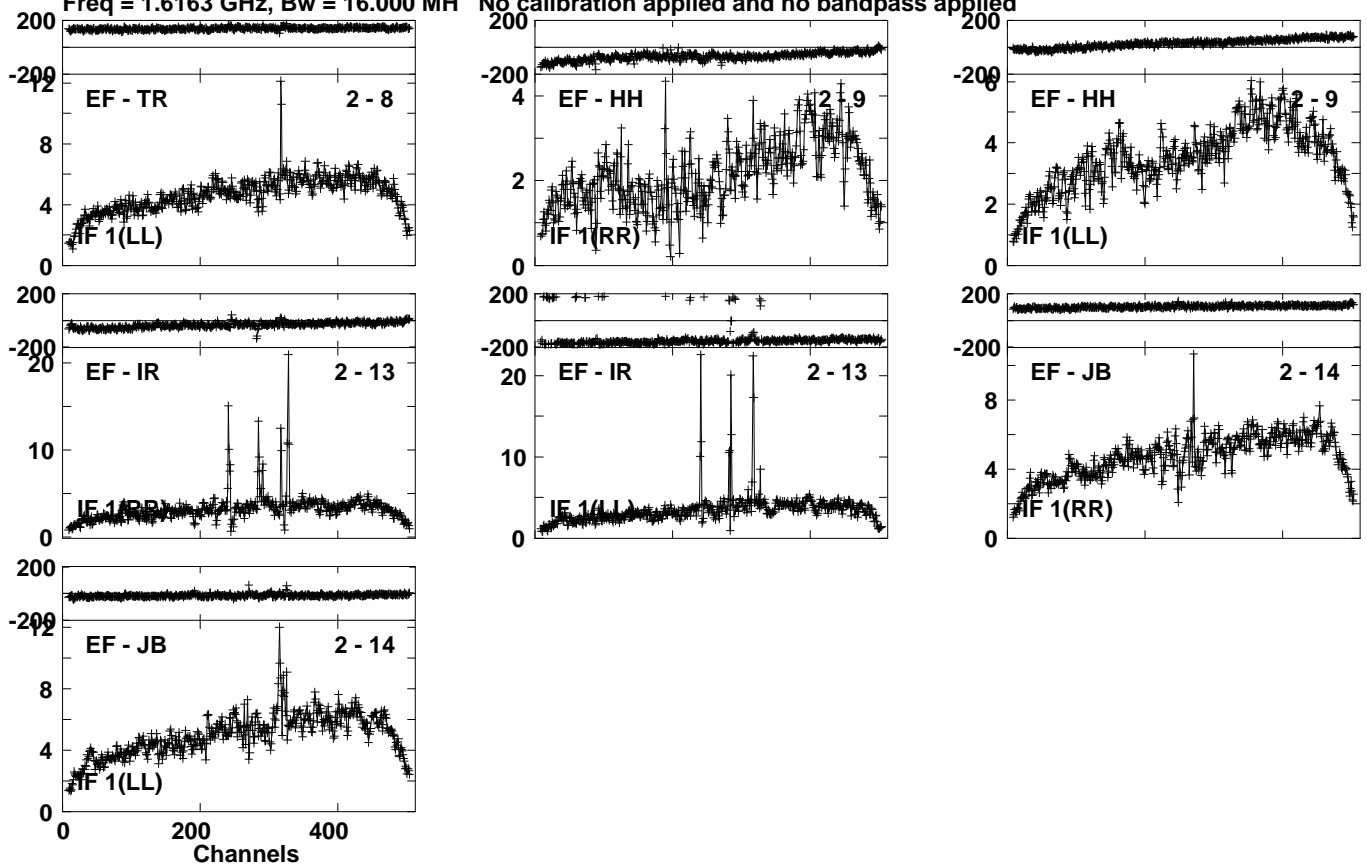 Freq = 1.6163 GHz, Bw = 16.000 MH No calibration applied and no bandpass applied
200
-200
12
8
4
0
EF - TR 2 - 8
IF 1(LL)
-200
4
2
0
EF - HH 2 - 9
IF 1(RR)
-200
6
4
2
0
EF - HH 2 - 9
IF 1(LL)
200
-200
20
10
0
EF - IR 2 - 13
IF 1(RR)
200
-200
20
10
0
EF - IR 2 - 13
IF 1(LL)
200
-200
8
4
0
EF - JB 2 - 14
IF 1(RR)
200
-200
12
8
4
0
EF - JB 2 - 14
IF 1(LL)
0 200 400
Channels